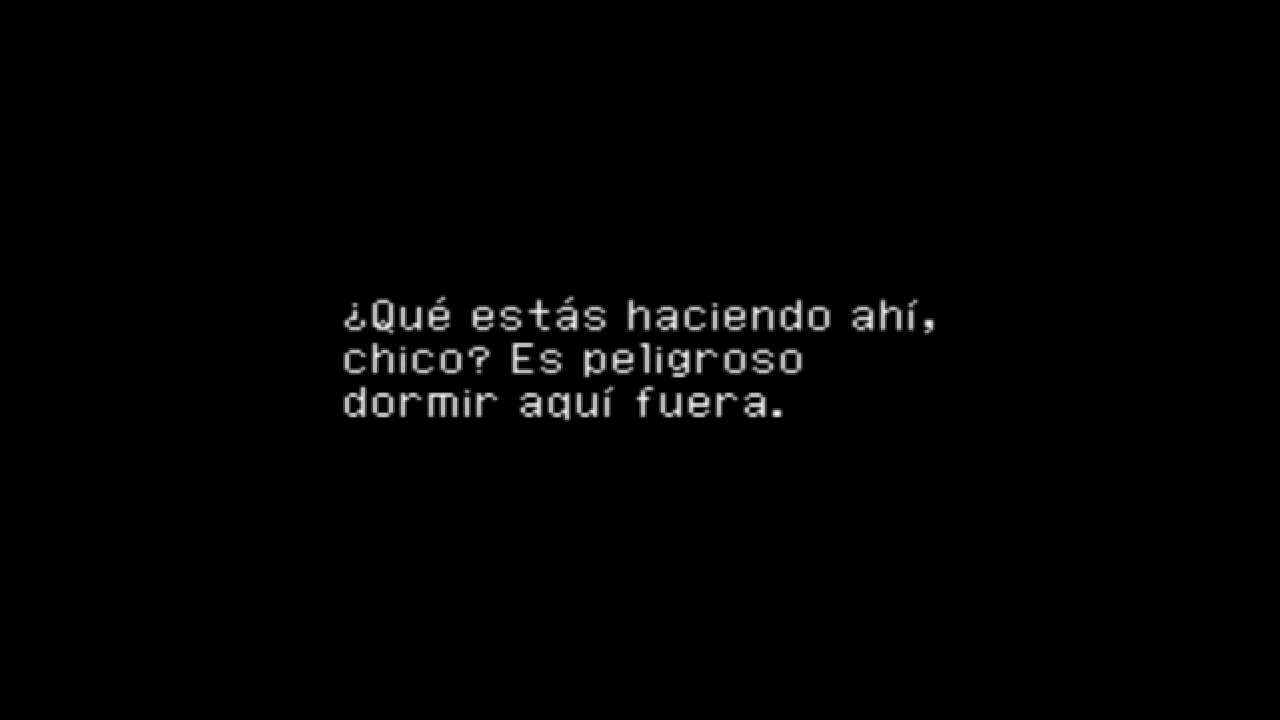 ¿Qué estás haciendo ahí,
chico? Es peligroso
dormir aquí fuera.